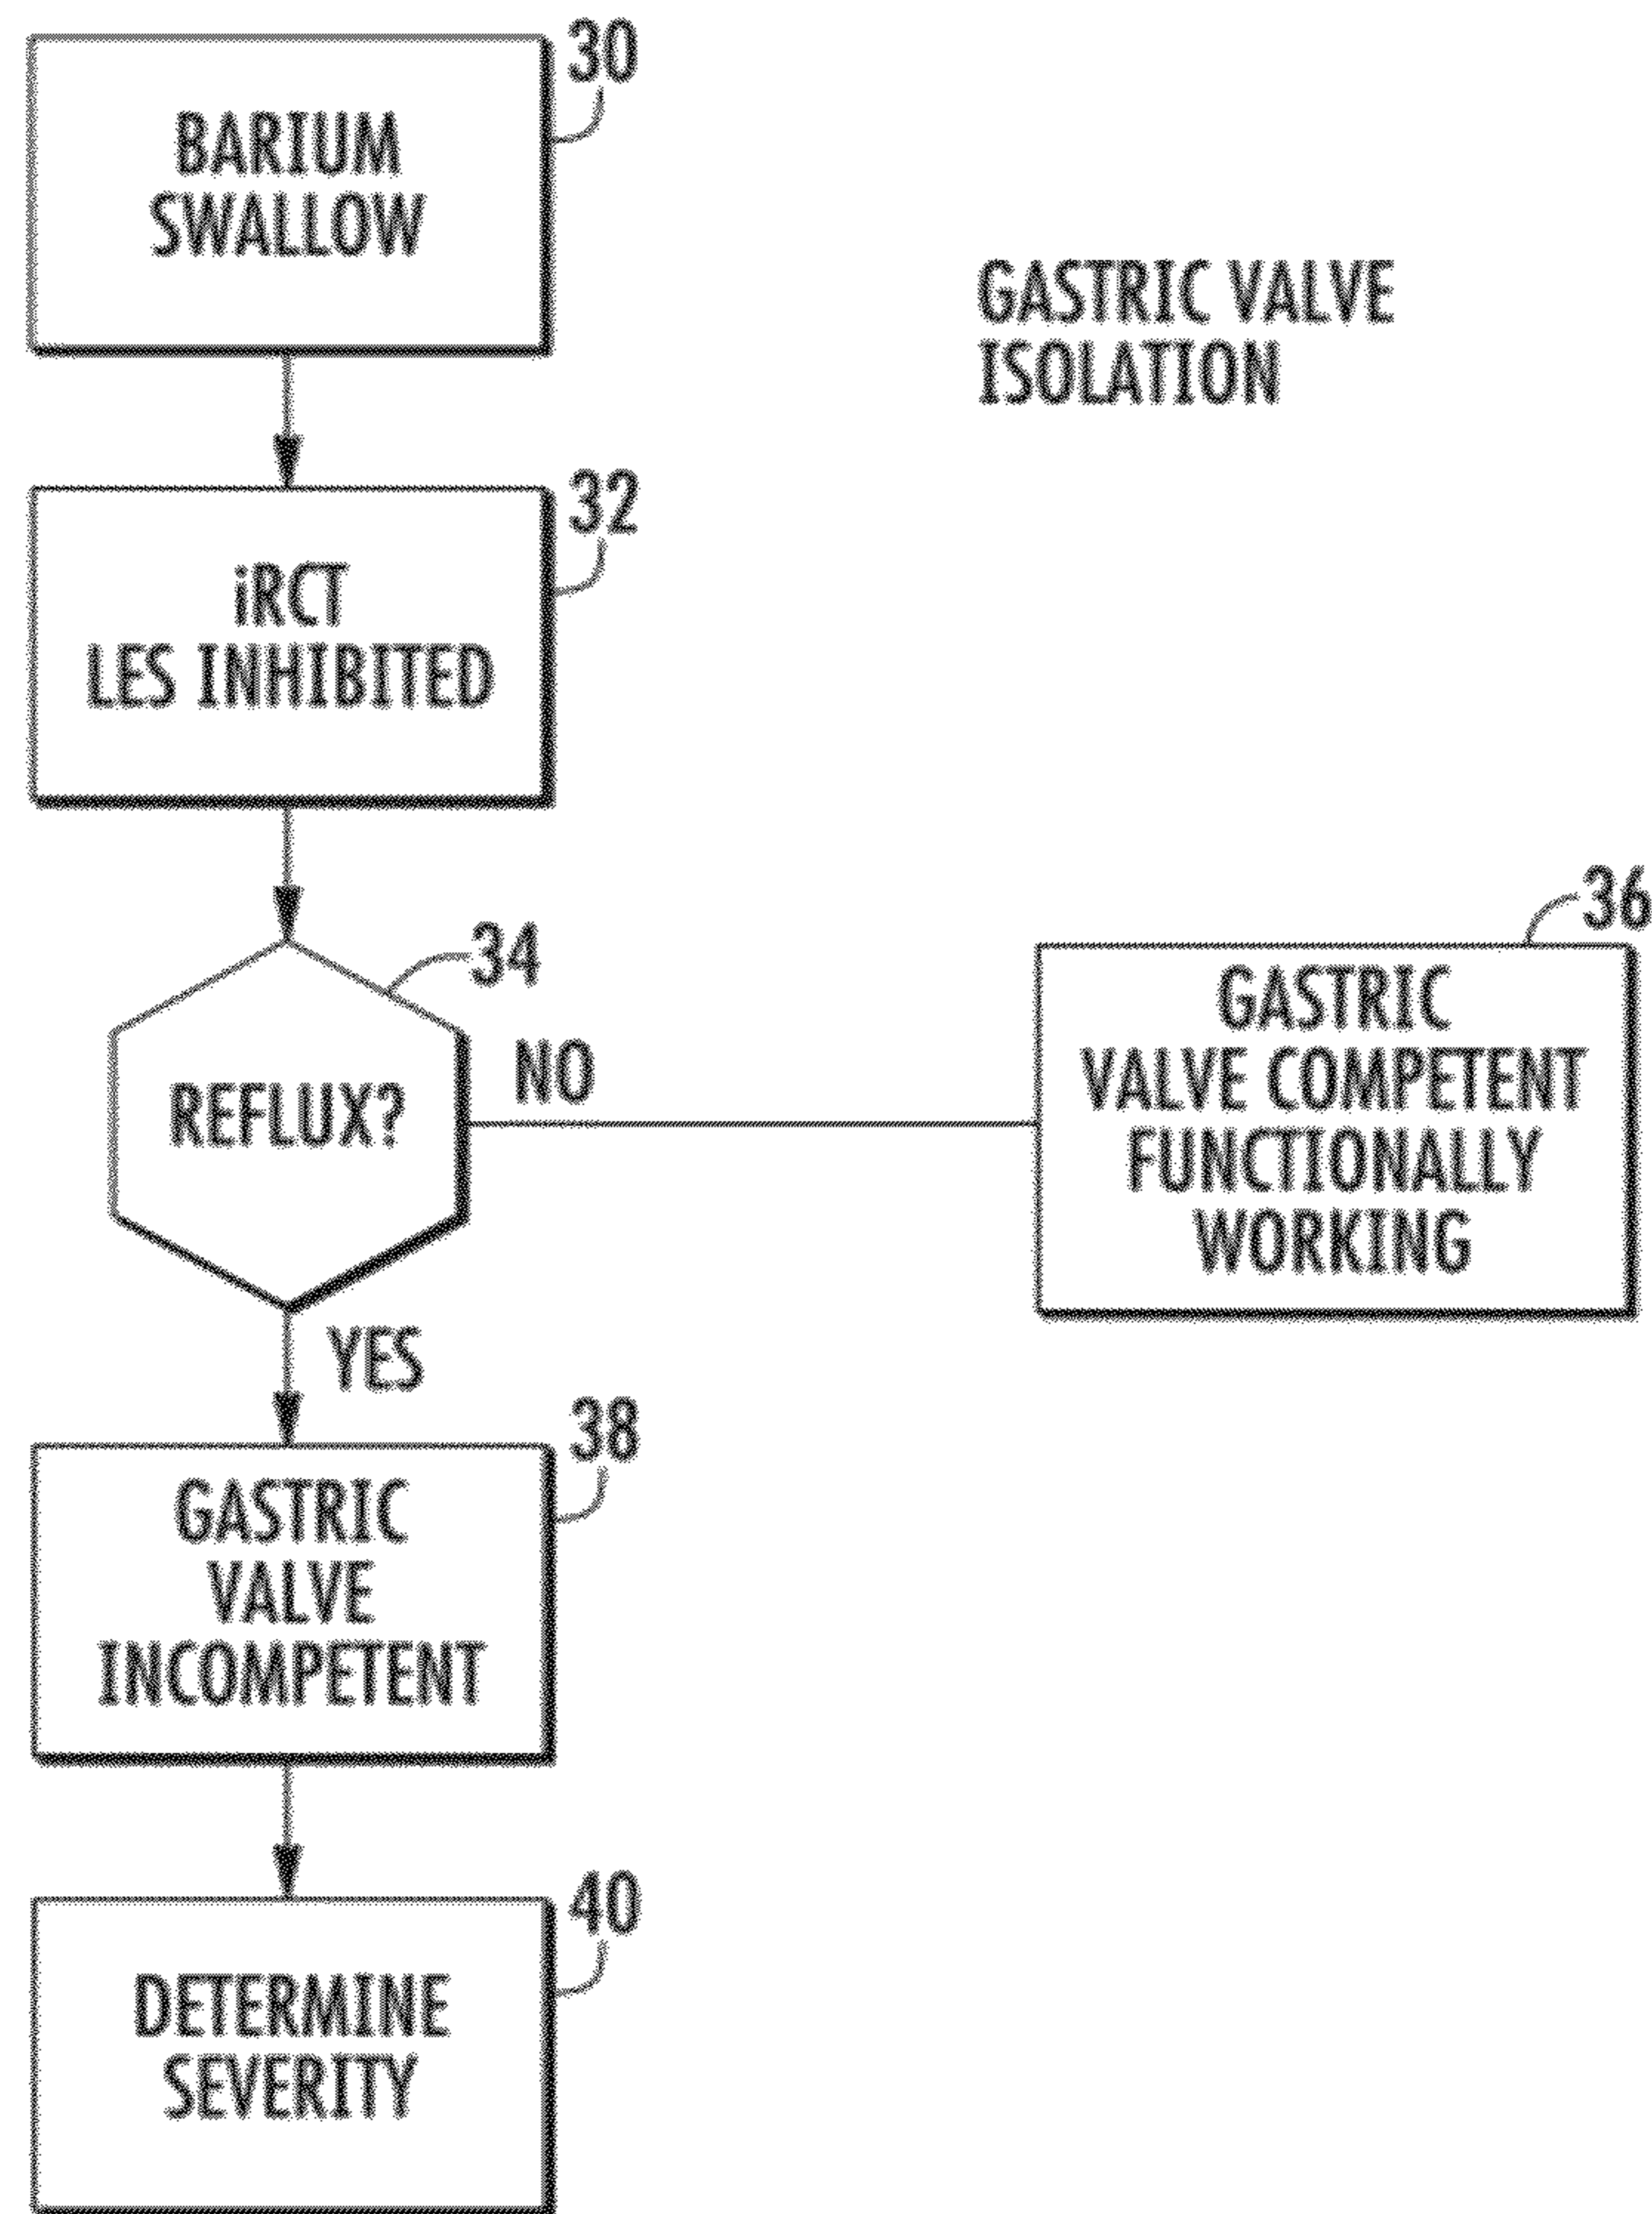 30
BARIUM
SWALLOW
GASTRIC VALVE
ISOLATION
32
iRCT
LES INHIBITED
34
REFLUX?
NO
36
GASTRIC
VALVE COMPETENT
FUNCTIONALLY
WORKING
YES
38
GASTRIC
VALVE
INCOMPETENT
40
DETERMINE
SEVERITY